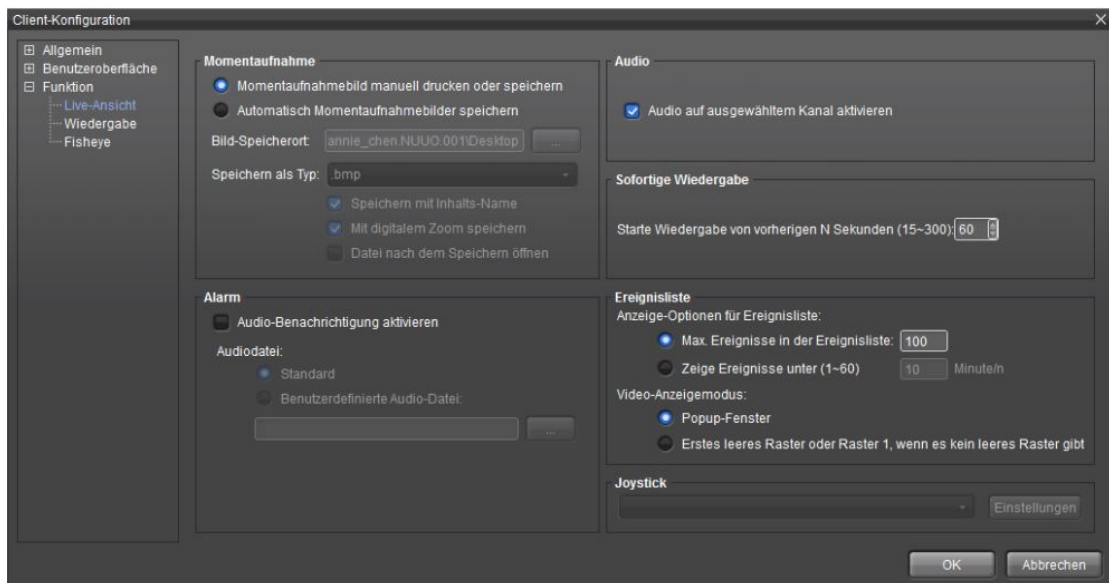 Client-Konfiguration
Allgemein
Benutzeroberfläche
Funktion
Live-Ansicht
Wiedergabe
Fisheye
Momentaufnahme
Momentaufnahmebild manuell drucken oder speichern
Automatisch Momentaufnahmebilder speichern
Bild-Speicherort: annie_chen.NUUO.001\Desktop ...
Speichern als Typ: .bmp
Speichern mit Inhalts-Name
Mit digitalem Zoom speichern
Datei nach dem Speichern öffnen
Alarm
Audio-Benachrichtigung aktivieren
Audiodatei:
Standard
Benutzerdefinierte Audio-Datei:
...
Audio
Audio auf ausgewähltem Kanal aktivieren
Sofortige Wiedergabe
Starte Wiedergabe von vorherigen N Sekunden (15~300): 60
Ereignisliste
Anzeige-Optionen für Ereignisliste:
Max. Ereignisse in der Ereignisliste: 100
Zeige Ereignisse unter (1~60) 10 Minute/n
Video-Anzeigemodus:
Popup-Fenster
Erstes leeres Raster oder Raster 1, wenn es kein leeres Raster gibt
Joystick
Einstellungen
OK Abbrechen